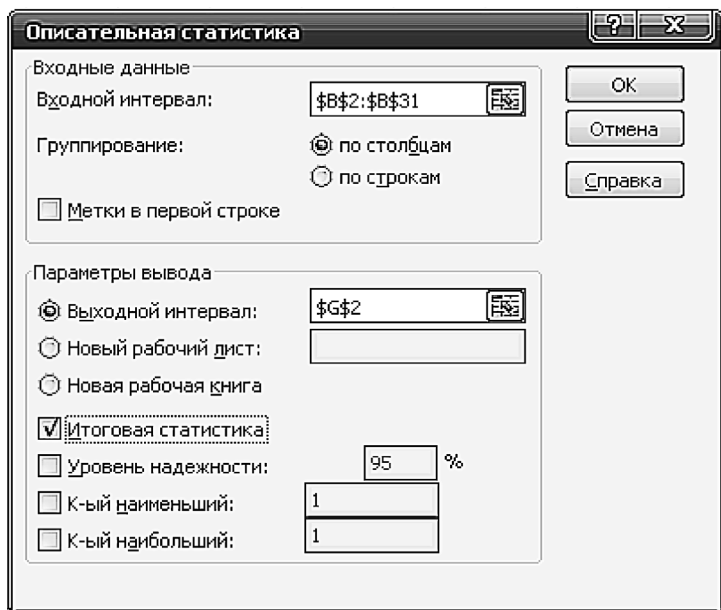 Описательная статистика
?
X
Входные данные
Входной интервал:
$B$2:$B$31
Группирование:
по столбцам
по строкам
Метки в первой строке
OK
Отмена
Справка
Параметры вывода
Выходной интервал:
$G$2
Новый рабочий лист:
Новая рабочая книга
Итоговая статистика
Уровень надежности:
95
%
К-ый наименьший:
1
К-ый наибольший:
1